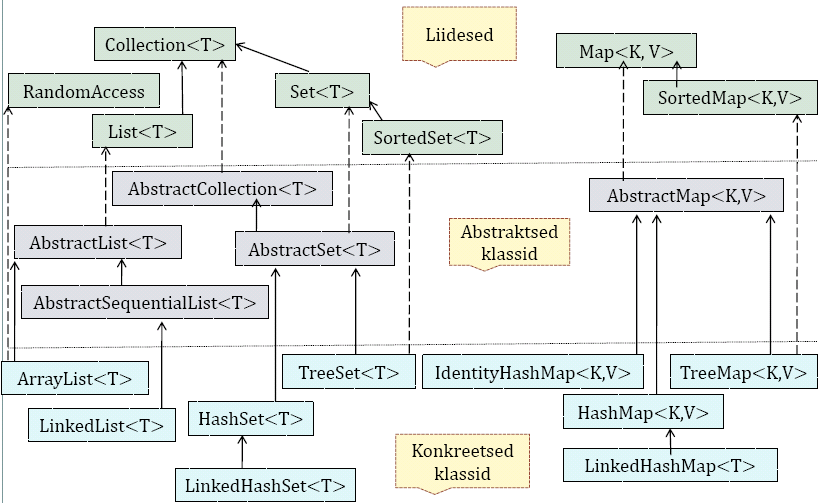 Collection<T>
Liidesed
Map<K, V>
RandomAccess
Set<T>
SortedMap<K,V>
List<T>
SortedSet<T>
AbstractCollection<T>
AbstractMap<K,V>
AbstractList<T>
AbstractSet<T>
Abstraktsed
klassid
AbstractSequentialList<T>
ArrayList<T>
TreeSet<T>
IdentityHashMap<K,V>
TreeMap<K,V>
LinkedList<T>
HashSet<T>
HashMap<K,V>
Konkreetsed
klassid
LinkedHashSet<T>
LinkedHashMap<T>